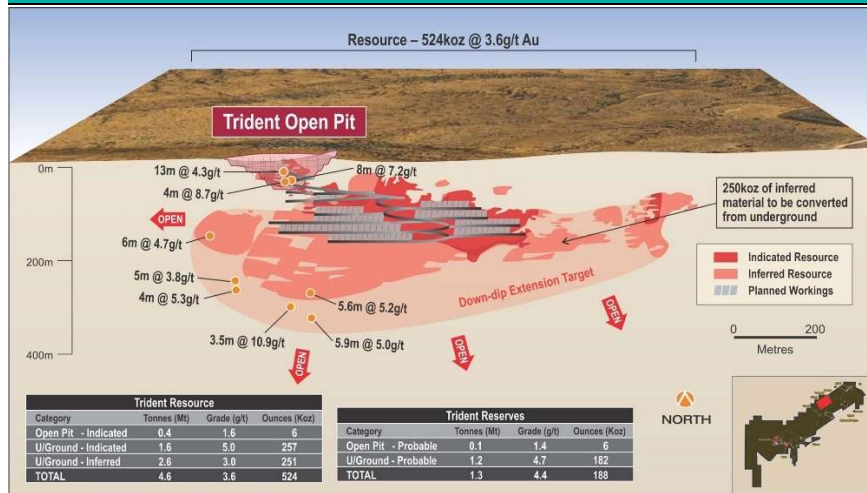 Resource – 524koz @ 3.6g/t Au
Trident Open Pit
0m
13m @ 4.3g/t
8m @ 7.2g/t
4m @ 8.7g/t
OPEN
250koz of inferred
material to be converted
from underground
6m @ 4.7g/t
200m
5m @ 3.8g/t
4m @ 5.3g/t
5.6m @ 5.2g/t
3.5m @ 10.9g/t
5.9m @ 5.0g/t
Down-dip Extension Target
Indicated Resource
Inferred Resource
Planned Workings
OPEN
OPEN
OPEN
0 200
Metres
400m
Trident Resource
Category Tonnes (Mt) Grade (g/t) Ounces (Koz)
Open Pit - Indicated 0.4 1.6 6
U/Ground - Indicated 1.6 5.0 257
U/Ground - Inferred 2.6 3.0 251
TOTAL 4.6 3.6 524
Trident Reserves
Category Tonnes (Mt) Grade (g/t) Ounces (Koz)
Open Pit - Probable 0.1 1.4 6
U/Ground - Probable 1.2 4.7 182
TOTAL 1.3 4.4 188
NORTH